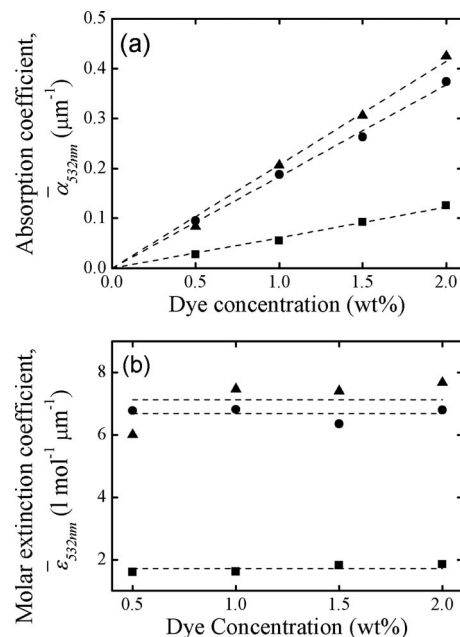 (a)
Absorption coefficient,
ᾱ532nm (μm⁻¹)
0.5
0.4
0.3
0.2
0.1
0.0
0.0 0.5 1.0 1.5 2.0
Dye concentration (wt%)
(b)
Molar extinction coefficient,
ε̄532nm (l mol⁻¹ μm⁻¹)
8
6
4
2
0.5 1.0 1.5 2.0
Dye Concentration (wt%)